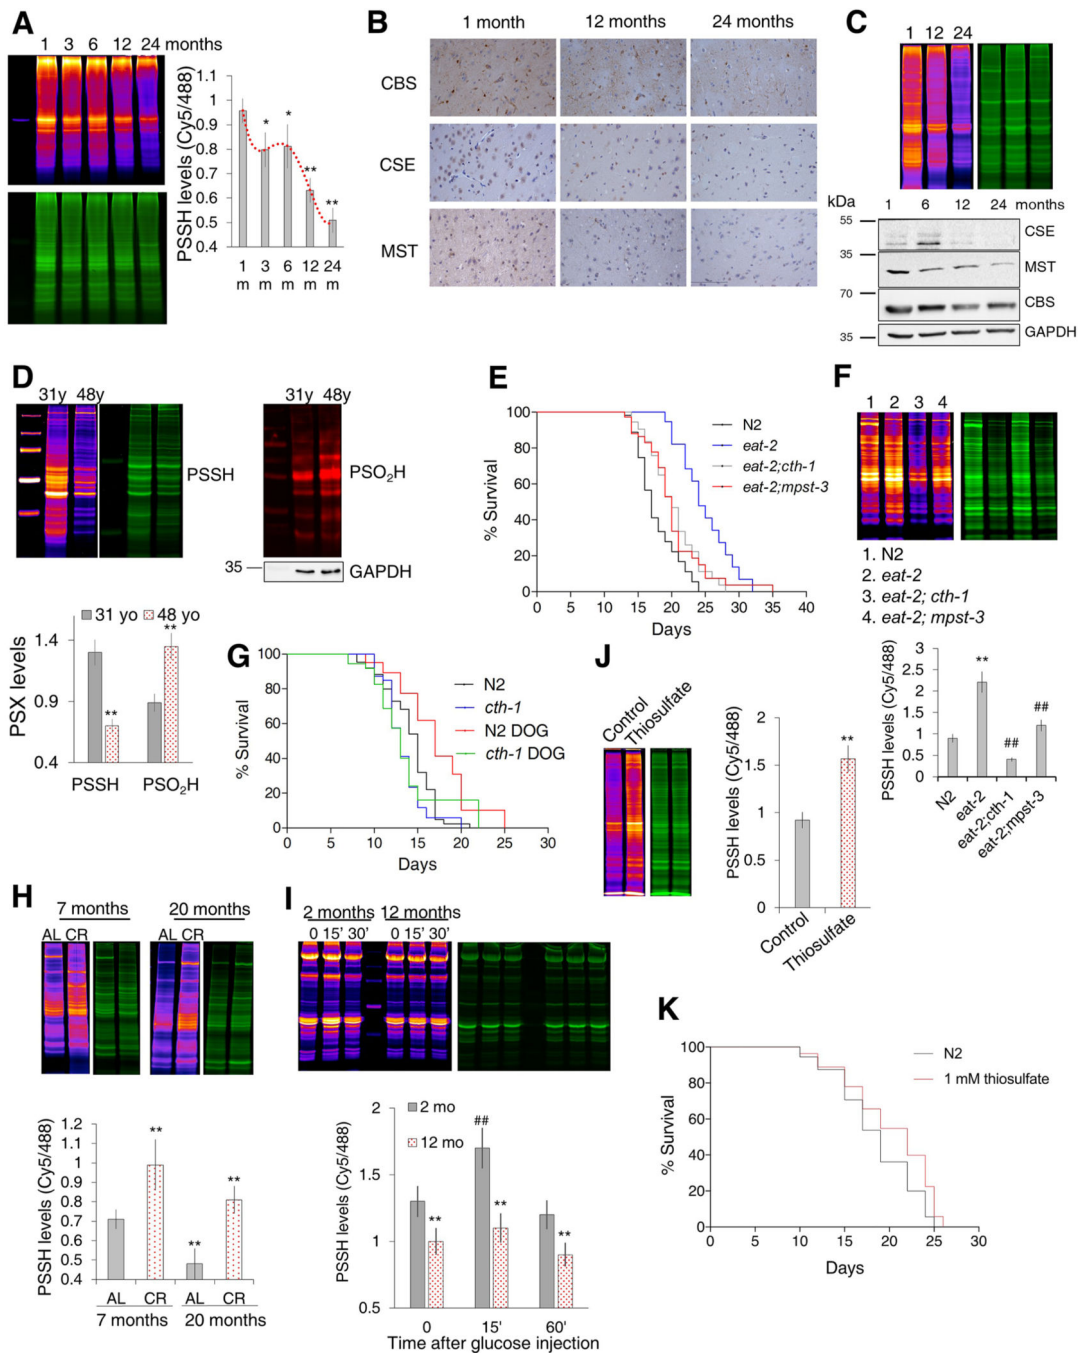 A
1 3 6 12 24 months
PSSH levels (Cy5/488)
1.1
1
0.9
0.8
0.7
0.6
0.5
0.4
* * ** **
1 3 6 12 24
m m m m m
B
1 month 12 months 24 months
CBS
CSE
MST
C
1 12 24
kDa
1 6 12 24 months
55
CSE
35
MST
70
CBS
35
GAPDH
D
31y 48y
PSSH
31y 48y
PSO2H
35
GAPDH
31 yo 48 yo
PSX levels
1.4
0.9
0.4
**
**
PSSH PSO2H
E
% Survival
100
80
60
40
20
0
0 5 10 15 20 25 30 35 40
Days
N2
eat-2
eat-2;cth-1
eat-2;mpst-3
F
1 2 3 4
1. N2
2. eat-2
3. eat-2; cth-1
4. eat-2; mpst-3
PSSH levels (Cy5/488)
3
2.5
2
1.5
1
0.5
0
**
##
##
N2
eat-2
eat-2;cth-1
eat-2;mpst-3
G
% Survival
100
80
60
40
20
0
0 5 10 15 20 25 30
Days
N2
cth-1
N2 DOG
cth-1 DOG
J
Control
Thiosulfate
PSSH levels (Cy5/488)
2
1.5
1
0.5
0
**
Control
Thiosulfate
H
7 months 20 months
AL CR AL CR
PSSH levels (Cy5/488)
1.2
1.1
1
0.9
0.8
0.7
0.6
0.5
0.4
** ** **
AL CR AL CR
7 months 20 months
I
2 months 12 months
0 15' 30' 0 15' 30'
PSSH levels (Cy5/488)
2
1.5
1
0.5
2 mo
12 mo
##
** ** **
0 15' 60'
Time after glucose injection
K
% Survival
100
80
60
40
20
0
0 5 10 15 20 25 30
Days
N2
1 mM thiosulfate